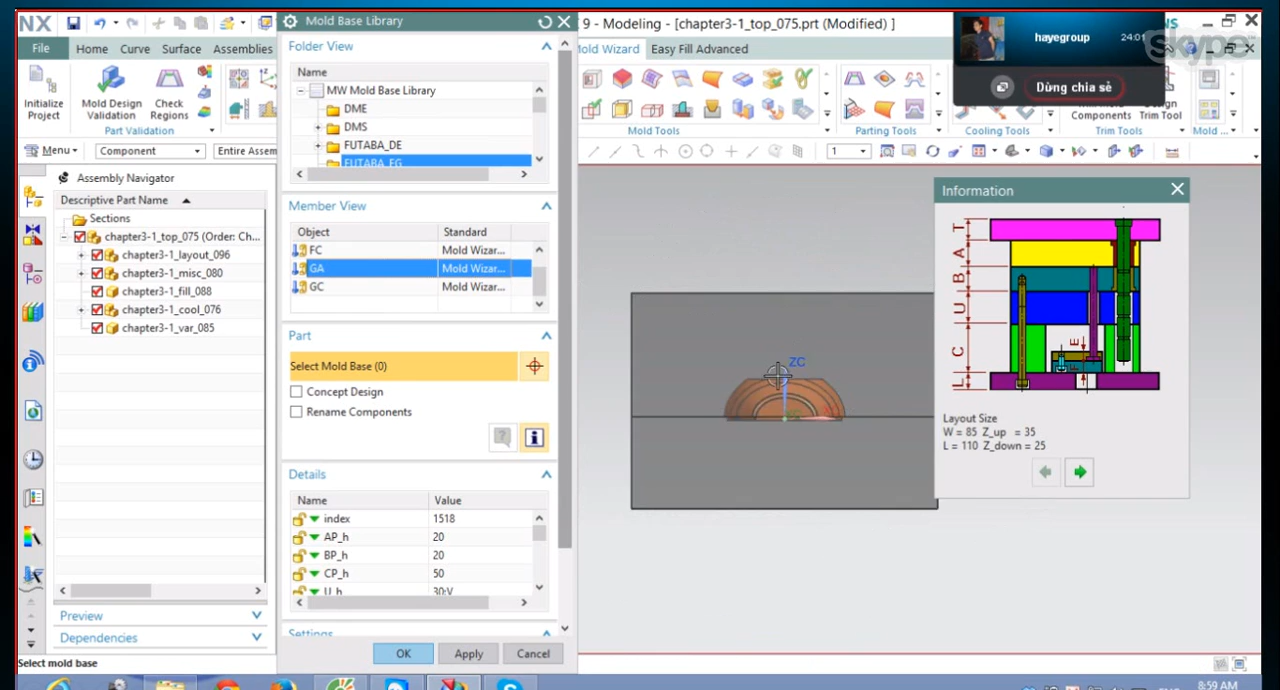 NX
Mold Base Library
9 - Modeling - [chapter3-1_top_075.prt (Modified) ]
hayegroup
24:01
skype
Dừng chia sẻ
File
Home
Curve
Surface
Assemblies
Mold Wizard
Easy Fill Advanced
Initialize
Project
Mold Design
Validation
Check
Regions
Part Validation
Mold Tools
Parting Tools
Cooling Tools
Components
Design
Trim Tool
Trim Tools
Mold ...
Menu
Component
Entire Assem
1
Folder View
Name
MW Mold Base Library
DME
DMS
FUTABA_DE
FUTABA_FG
Member View
Object
Standard
FC
Mold Wizar...
GA
Mold Wizar...
GC
Mold Wizar...
Part
Select Mold Base (0)
Concept Design
Rename Components
Details
Name
Value
index
1518
AP_h
20
BP_h
20
CP_h
50
U_h
30:V
Settings
OK
Apply
Cancel
Assembly Navigator
Descriptive Part Name
Sections
chapter3-1_top_075 (Order: Ch...
chapter3-1_layout_096
chapter3-1_misc_080
chapter3-1_fill_088
chapter3-1_cool_076
chapter3-1_var_085
Preview
Dependencies
Select mold base
ZC
Information
T
A
B
U
C
L
E
F
Layout Size
W = 85 Z_up = 35
L = 110 Z_down = 25
8:59 AM